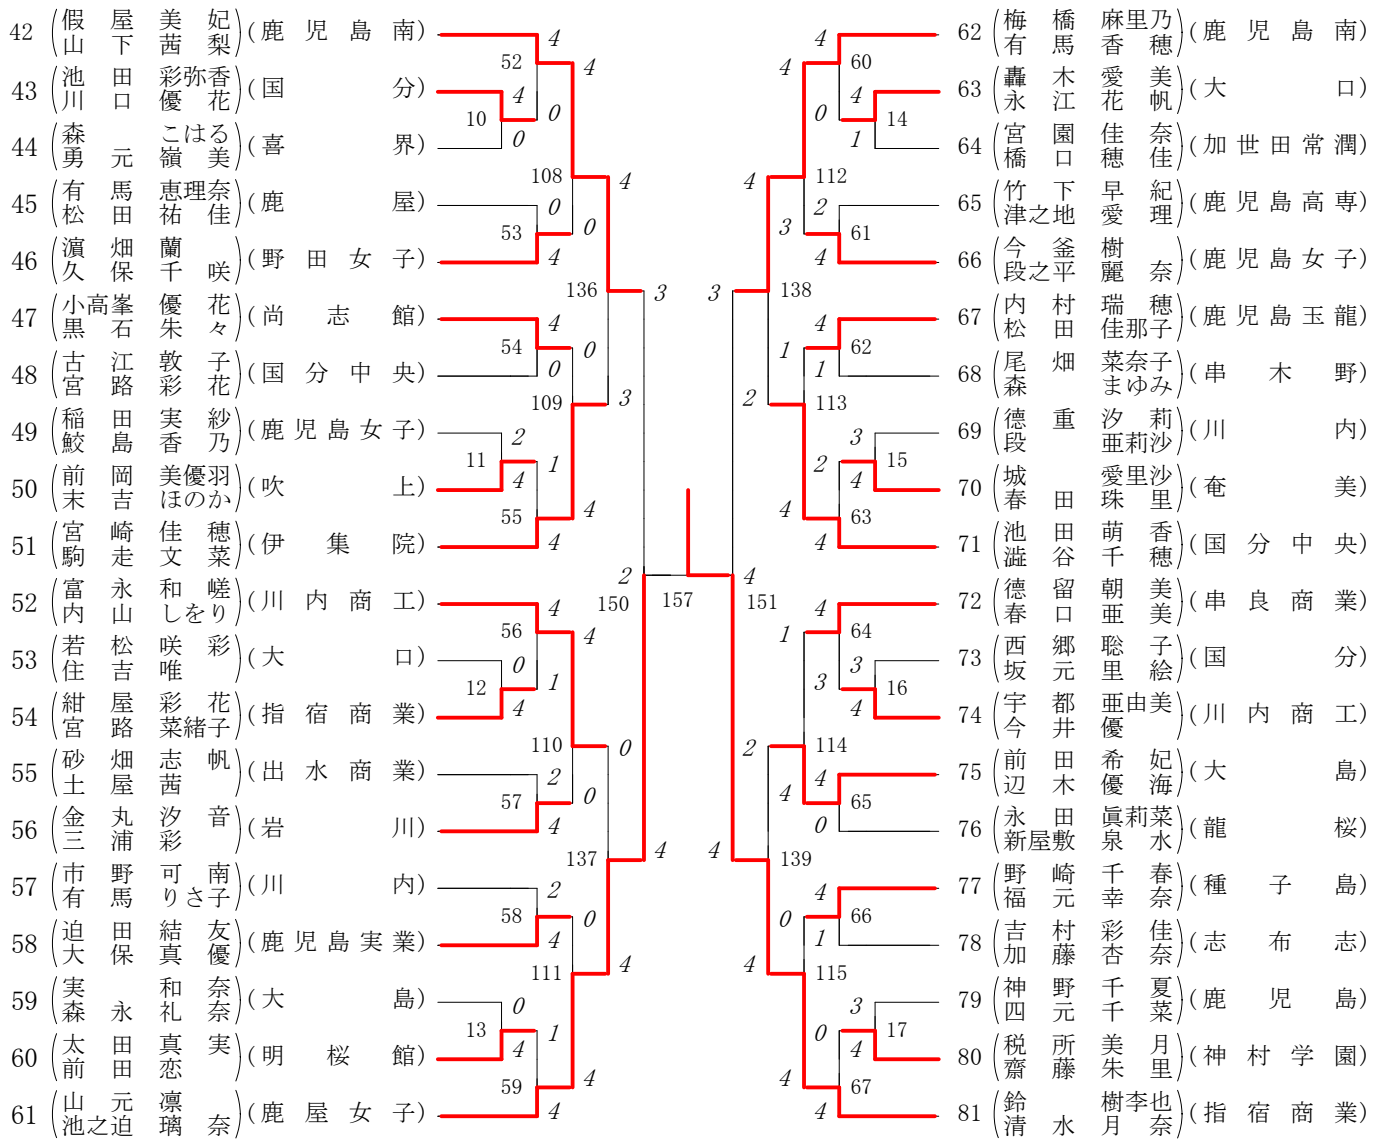 42 (假屋美妃 山下茜梨) (鹿児島南)
43 (池田彩弥香 川口優花) (国分)
44 (森こはる 勇元嶺美) (喜界)
45 (有馬恵理奈 松田祐佳) (鹿屋)
46 (濵畑蘭 久保千咲) (野田女子)
47 (小高峯優花 黒石朱々) (尚志館)
48 (古江敦子 宮路彩花) (国分中央)
49 (稲田実紗 鮫島香乃) (鹿児島女子)
50 (前岡美優羽 末吉ほのか) (吹上)
51 (宮崎佳穂 駒走文菜) (伊集院)
52 (富永和嵯 内山しをり) (川内商工)
53 (若松咲彩 住吉唯) (大口)
54 (紺屋彩花 宮路菜緒子) (指宿商業)
55 (砂畑志帆 土屋茜) (出水商業)
56 (金丸汐音 三浦彩) (岩川)
57 (市野可南 有馬りさ子) (川内)
58 (迫田結友 大保真優) (鹿児島実業)
59 (実和奈 森永礼奈) (大島)
60 (太田真実 前田恋) (明桜館)
61 (山元凛 池之迫璃奈) (鹿屋女子)
4
52
4
4
10
0
0
108
4
0
53
0
4
136
3
4
54
0
0
109
3
2
11
4
1
55
4
4
2
150
157
4
56
4
0
12
1
4
110
0
2
57
0
4
137
4
2
58
0
4
111
4
0
13
4
1
59
4
4
62 (梅橋麻里乃 有馬香穂) (鹿児島南)
63 (轟木愛美 永江花帆) (大口)
64 (宮園佳奈 橋口穂佳) (加世田常潤)
65 (竹下早紀 津之地愛理) (鹿児島高専)
66 (今釜樹 段之平麗奈) (鹿児島女子)
67 (内村瑞穂 松田佳那子) (鹿児島玉龍)
68 (尾畑菜奈子 森まゆみ) (串木野)
69 (德重汐莉 段亜莉沙) (川内)
70 (城愛里沙 春田珠里) (奄美)
71 (池田萌香 澁谷千穂) (国分中央)
72 (德留朝美 春口亜美) (串良商業)
73 (西郷聡子 坂元里絵) (国分)
74 (宇都亜由美 今井優) (川内商工)
75 (前田希妃 辺木優海) (大島)
76 (永田眞莉菜 新屋敷泉水) (龍桜)
77 (野崎千春 福元幸奈) (種子島)
78 (吉村彩佳 加藤杏奈) (志布志)
79 (神野千夏 四元千菜) (鹿児島)
80 (税所美月 齋藤朱里) (神村学園)
81 (鈴樹李也 清水月奈) (指宿商業)
4
4
60
4
0
14
1
4
112
2
3
61
4
3
138
4
1
62
1
2
113
3
15
2
4
63
4
4
151
4
1
64
3
3
16
4
2
114
4
4
65
0
4
139
4
0
66
1
4
115
3
0
17
4
4
67
4